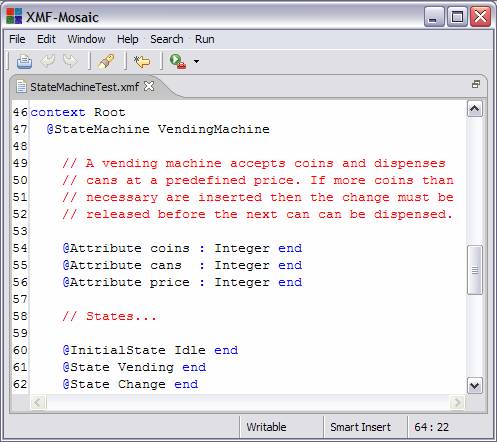 XMF-Mosaic
File Edit Window Help Search Run
StateMachineTest.xmf
46 context Root
47 @StateMachine VendingMachine
48
49 // A vending machine accepts coins and dispenses
50 // cans at a predefined price. If more coins than
51 // necessary are inserted then the change must be
52 // released before the next can can be dispensed.
53
54 @Attribute coins : Integer end
55 @Attribute cans : Integer end
56 @Attribute price : Integer end
57
58 // States...
59
60 @InitialState Idle end
61 @State Vending end
62 @State Change end
Writable Smart Insert 64 : 22